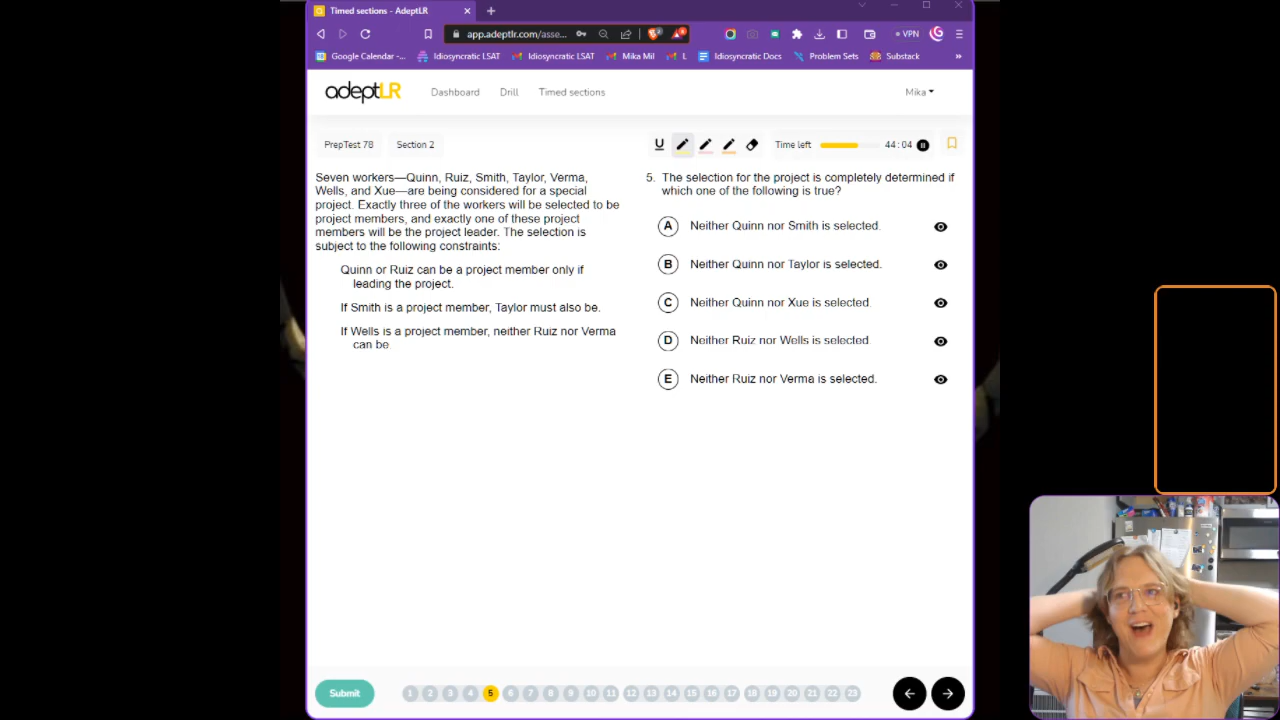 Timed sections - AdeptLR
app.adeptlr.com/asse...
VPN
Google Calendar -...
Idiosyncratic LSAT
Idiosyncratic LSAT
Mika Mil
L
Idiosyncratic Docs
Problem Sets
Substack
adeptLR
Dashboard
Drill
Timed sections
Mika
PrepTest 78
Section 2
U
Time left
44:04
Seven workers—Quinn, Ruiz, Smith, Taylor, Verma,
Wells, and Xue—are being considered for a special
project. Exactly three of the workers will be selected to be
project members, and exactly one of these project
members will be the project leader. The selection is
subject to the following constraints:
Quinn or Ruiz can be a project member only if
leading the project.
If Smith is a project member, Taylor must also be.
If Wells is a project member, neither Ruiz nor Verma
can be.
5. The selection for the project is completely determined if
which one of the following is true?
A Neither Quinn nor Smith is selected.
B Neither Quinn nor Taylor is selected.
C Neither Quinn nor Xue is selected.
D Neither Ruiz nor Wells is selected.
E Neither Ruiz nor Verma is selected.
Submit
1 2 3 4 5 6 7 8 9 10 11 12 13 14 15 16 17 18 19 20 21 22 23